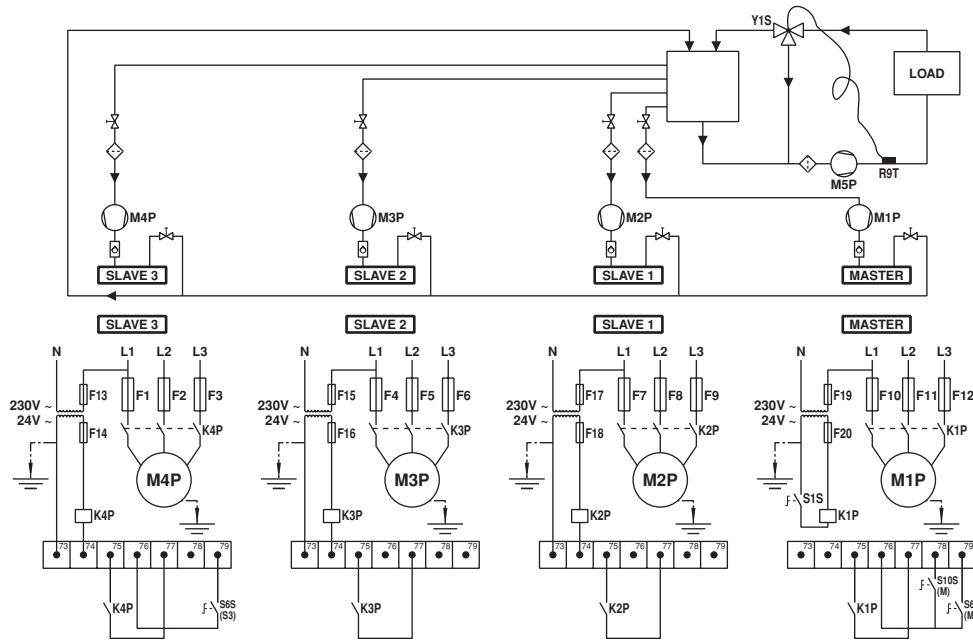 Y1S
LOAD
M5P
R9T
M4P
M3P
M2P
M1P
SLAVE 3
SLAVE 2
SLAVE 1
MASTER
SLAVE 3
SLAVE 2
SLAVE 1
MASTER
N L1 L2 L3
F13 F1 F2 F3
230V ~
24V ~
F14
K4P
M4P
K4P
73 74 75 76 77 78 79
K4P
S6S
(S3)
N L1 L2 L3
F15 F4 F5 F6
230V ~
24V ~
F16
K3P
M3P
K3P
73 74 75 76 77 78 79
K3P
N L1 L2 L3
F17 F7 F8 F9
230V ~
24V ~
F18
K2P
M2P
K2P
73 74 75 76 77 78 79
K2P
N L1 L2 L3
F19 F10 F11 F12
230V ~
24V ~
F20
K1P
M1P
S1S
K1P
73 74 75 76 77 78 79
K1P
S10S
(M)
S6
(M